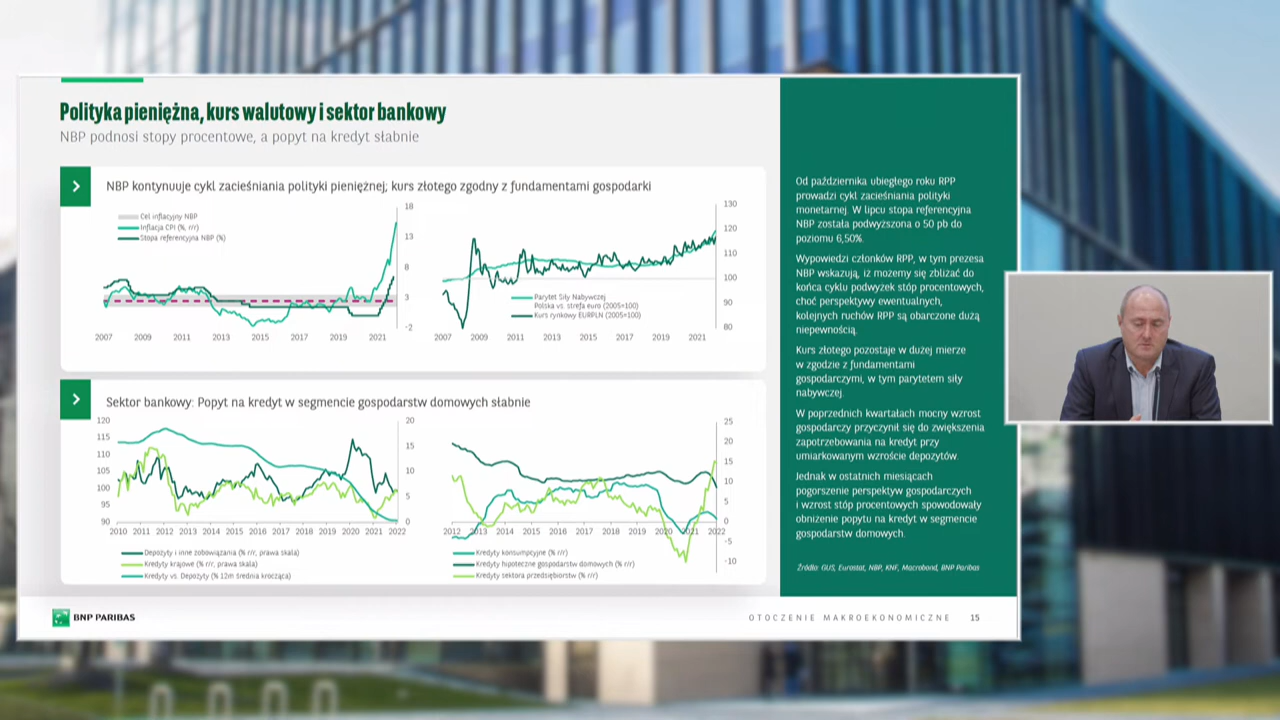 Polityka pieniężna, kurs walutowy i sektor bankowy
NBP podnosi stopy procentowe, a popyt na kredyt słabnie
NBP kontynuuje cykl zacieśniania polityki pieniężnej; kurs złotego zgodny z fundamentami gospodarki
Cel inflacyjny NBP
Inflacja CPI (%, r/r)
Stopa referencyjna NBP (%)
18
13
8
3
-2
2007 2009 2011 2013 2015 2017 2019 2021
130
120
110
100
90
80
Parytet Siły Nabywczej
Polska vs. strefa euro (2005=100)
Kurs rynkowy EURPLN (2005=100)
2007 2009 2011 2013 2015 2017 2019 2021
Sektor bankowy: Popyt na kredyt w segmencie gospodarstw domowych słabnie
120
115
110
105
100
95
90
20
15
10
5
0
2010 2011 2012 2013 2014 2015 2016 2017 2018 2019 2020 2021 2022
Depozyty i inne zobowiązania (% r/r, prawa skala)
Kredyty krajowe (% r/r, prawa skala)
Kredyty vs. Depozyty (% 12m średnia krocząca)
25
20
15
10
5
0
-5
-10
2012 2013 2014 2015 2016 2017 2018 2019 2020 2021 2022
Kredyty konsumpcyjne (% r/r)
Kredyty hipoteczne gospodarstw domowych (% r/r)
Kredyty sektora przedsiębiorstw (% r/r)
Od października ubiegłego roku RPP
prowadzi cykl zacieśniania polityki
monetarnej. W lipcu stopa referencyjna
NBP została podwyższona o 50 pb do
poziomu 6,50%.
Wypowiedzi członków RPP, w tym prezesa
NBP wskazują, iż możemy się zbliżać do
końca cyklu podwyżek stóp procentowych,
choć perspektywy ewentualnych,
kolejnych ruchów RPP są obarczone dużą
niepewnością.
Kurs złotego pozostaje w dużej mierze
w zgodzie z fundamentami
gospodarczymi, w tym parytetem siły
nabywczej.
W poprzednich kwartałach mocny wzrost
gospodarczy przyczynił się do zwiększenia
zapotrzebowania na kredyt przy
umiarkowanym wzroście depozytów.
Jednak w ostatnich miesiącach
pogorszenie perspektyw gospodarczych
i wzrost stóp procentowych spowodowały
obniżenie popytu na kredyt w segmencie
gospodarstw domowych.
Źródło: GUS, Eurostat, NBP, KNF, Macrobond, BNP Paribas
BNP PARIBAS
OTOCZENIE MAKROEKONOMICZNE 15